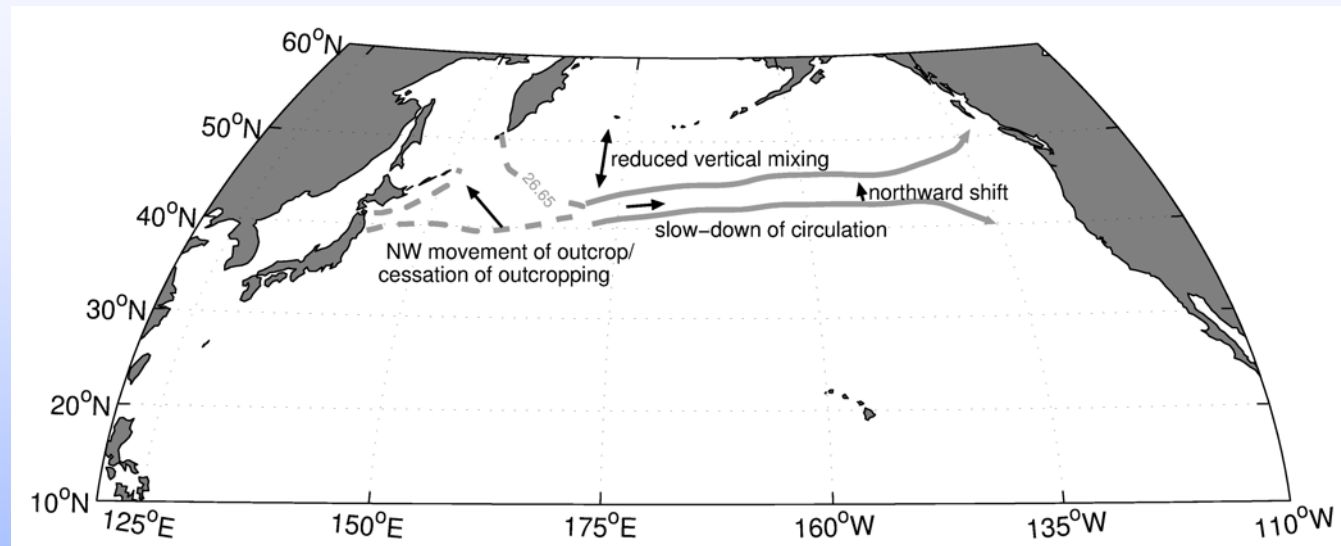 60°N
50°N
40°N
30°N
20°N
10°N
125°E
150°E
175°E
160°W
135°W
110°W
reduced vertical mixing
26.65
northward shift
slow-down of circulation
NW movement of outcrop/
cessation of outcropping